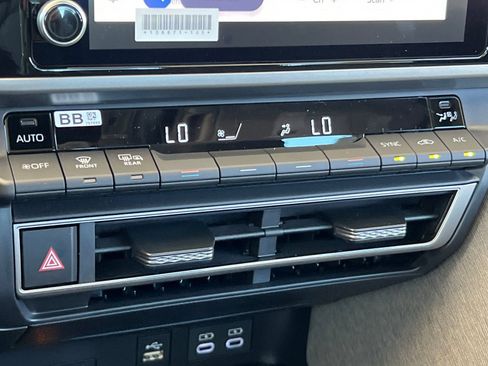 AUTO
BB
LO
LO
OFF
FRONT
REAR
SYNC
A/C